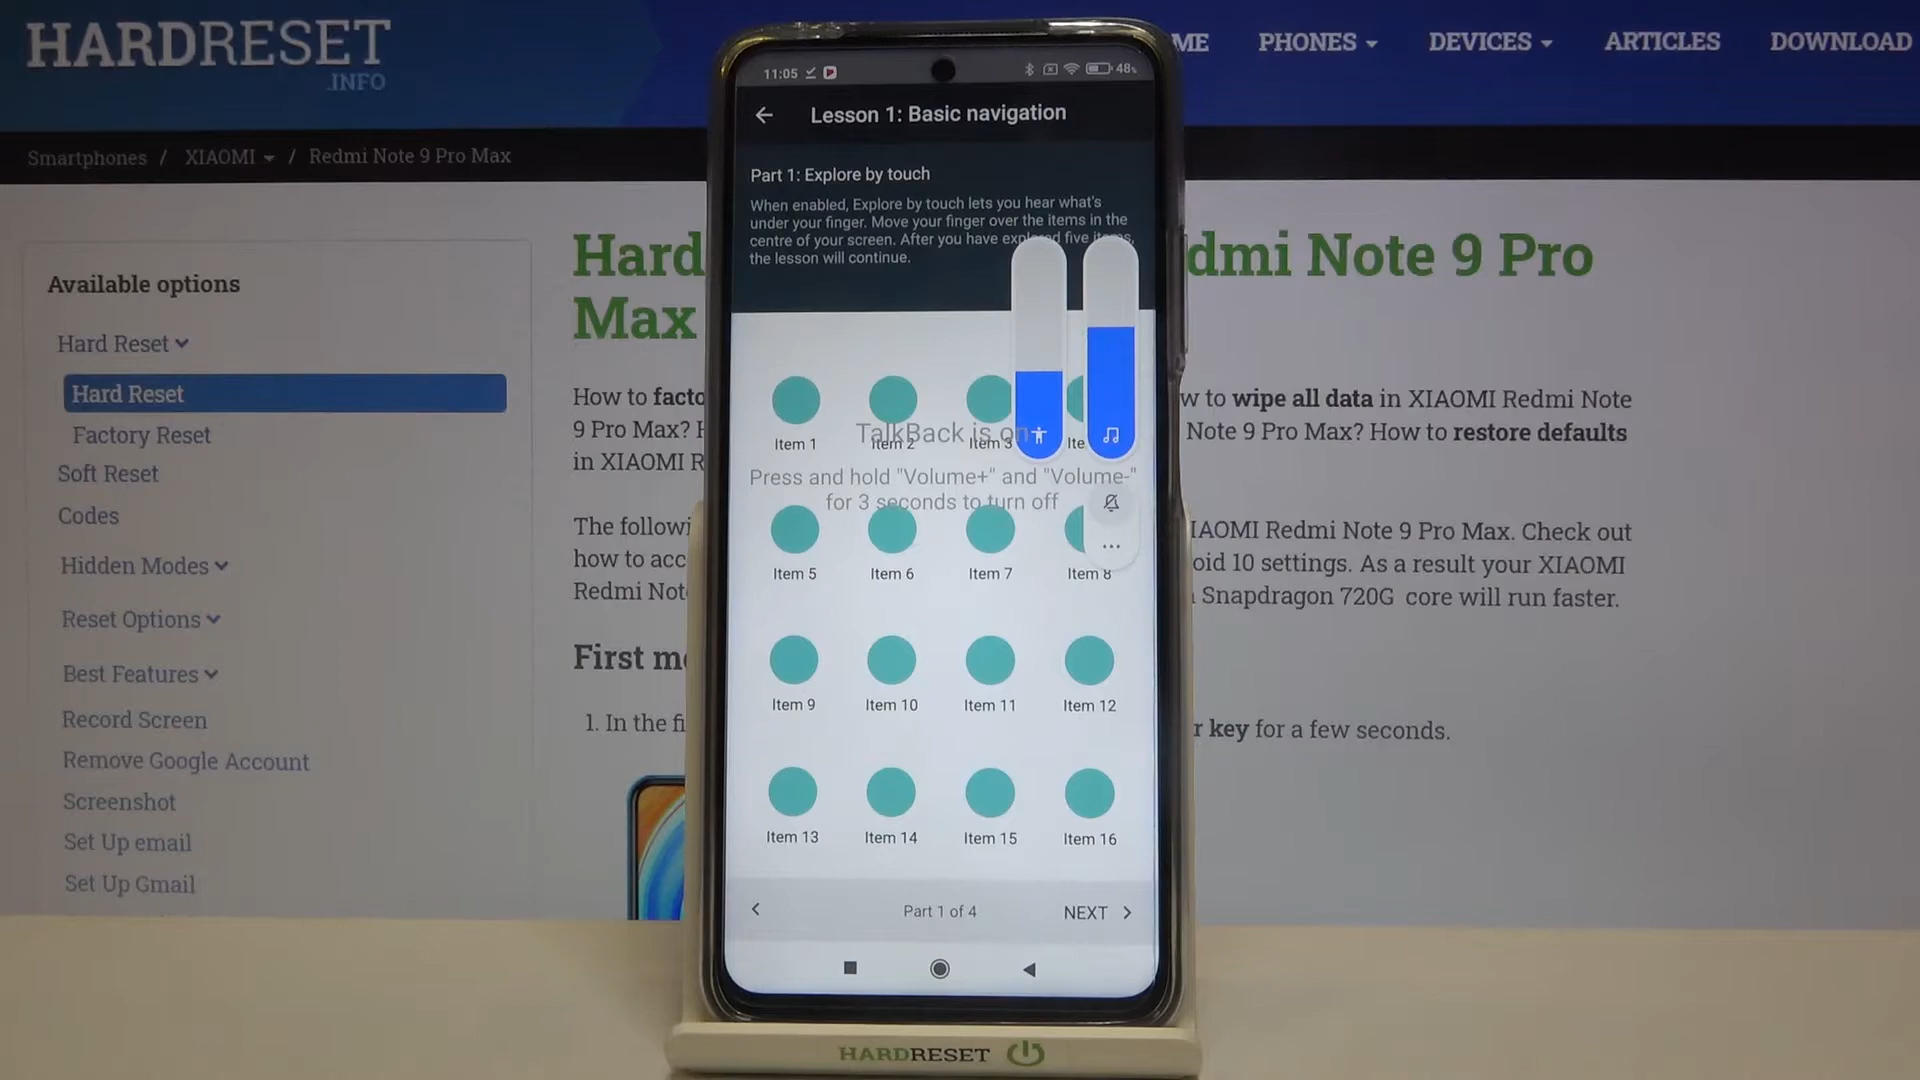 HARDRESET
.INFO
ME
PHONES
DEVICES
ARTICLES
DOWNLOAD
Smartphones / XIAOMI / Redmi Note 9 Pro Max
Available options
Hard Reset
Hard Reset
Factory Reset
Soft Reset
Codes
Hidden Modes
Reset Options
Best Features
Record Screen
Remove Google Account
Screenshot
Set Up email
Set Up Gmail
Hard
dmi Note 9 Pro
Max
How to facto
w to wipe all data in XIAOMI Redmi Note
9 Pro Max? H
Note 9 Pro Max? How to restore defaults
in XIAOMI R
The followi
IAOMI Redmi Note 9 Pro Max. Check out
how to acc
oid 10 settings. As a result your XIAOMI
Redmi Not
Snapdragon 720G core will run faster.
First me
1. In the fi
r key for a few seconds.
11:05
48%
Lesson 1: Basic navigation
Part 1: Explore by touch
When enabled, Explore by touch lets you hear what's
under your finger. Move your finger over the items in the
centre of your screen. After you have explored five items,
the lesson will continue.
Item 1 Item 2 Item 3 Ite
TalkBack is on
Press and hold "Volume+" and "Volume-"
for 3 seconds to turn off
...
Item 5 Item 6 Item 7 Item 8
Item 9 Item 10 Item 11 Item 12
Item 13 Item 14 Item 15 Item 16
Part 1 of 4
NEXT
HARDRESET